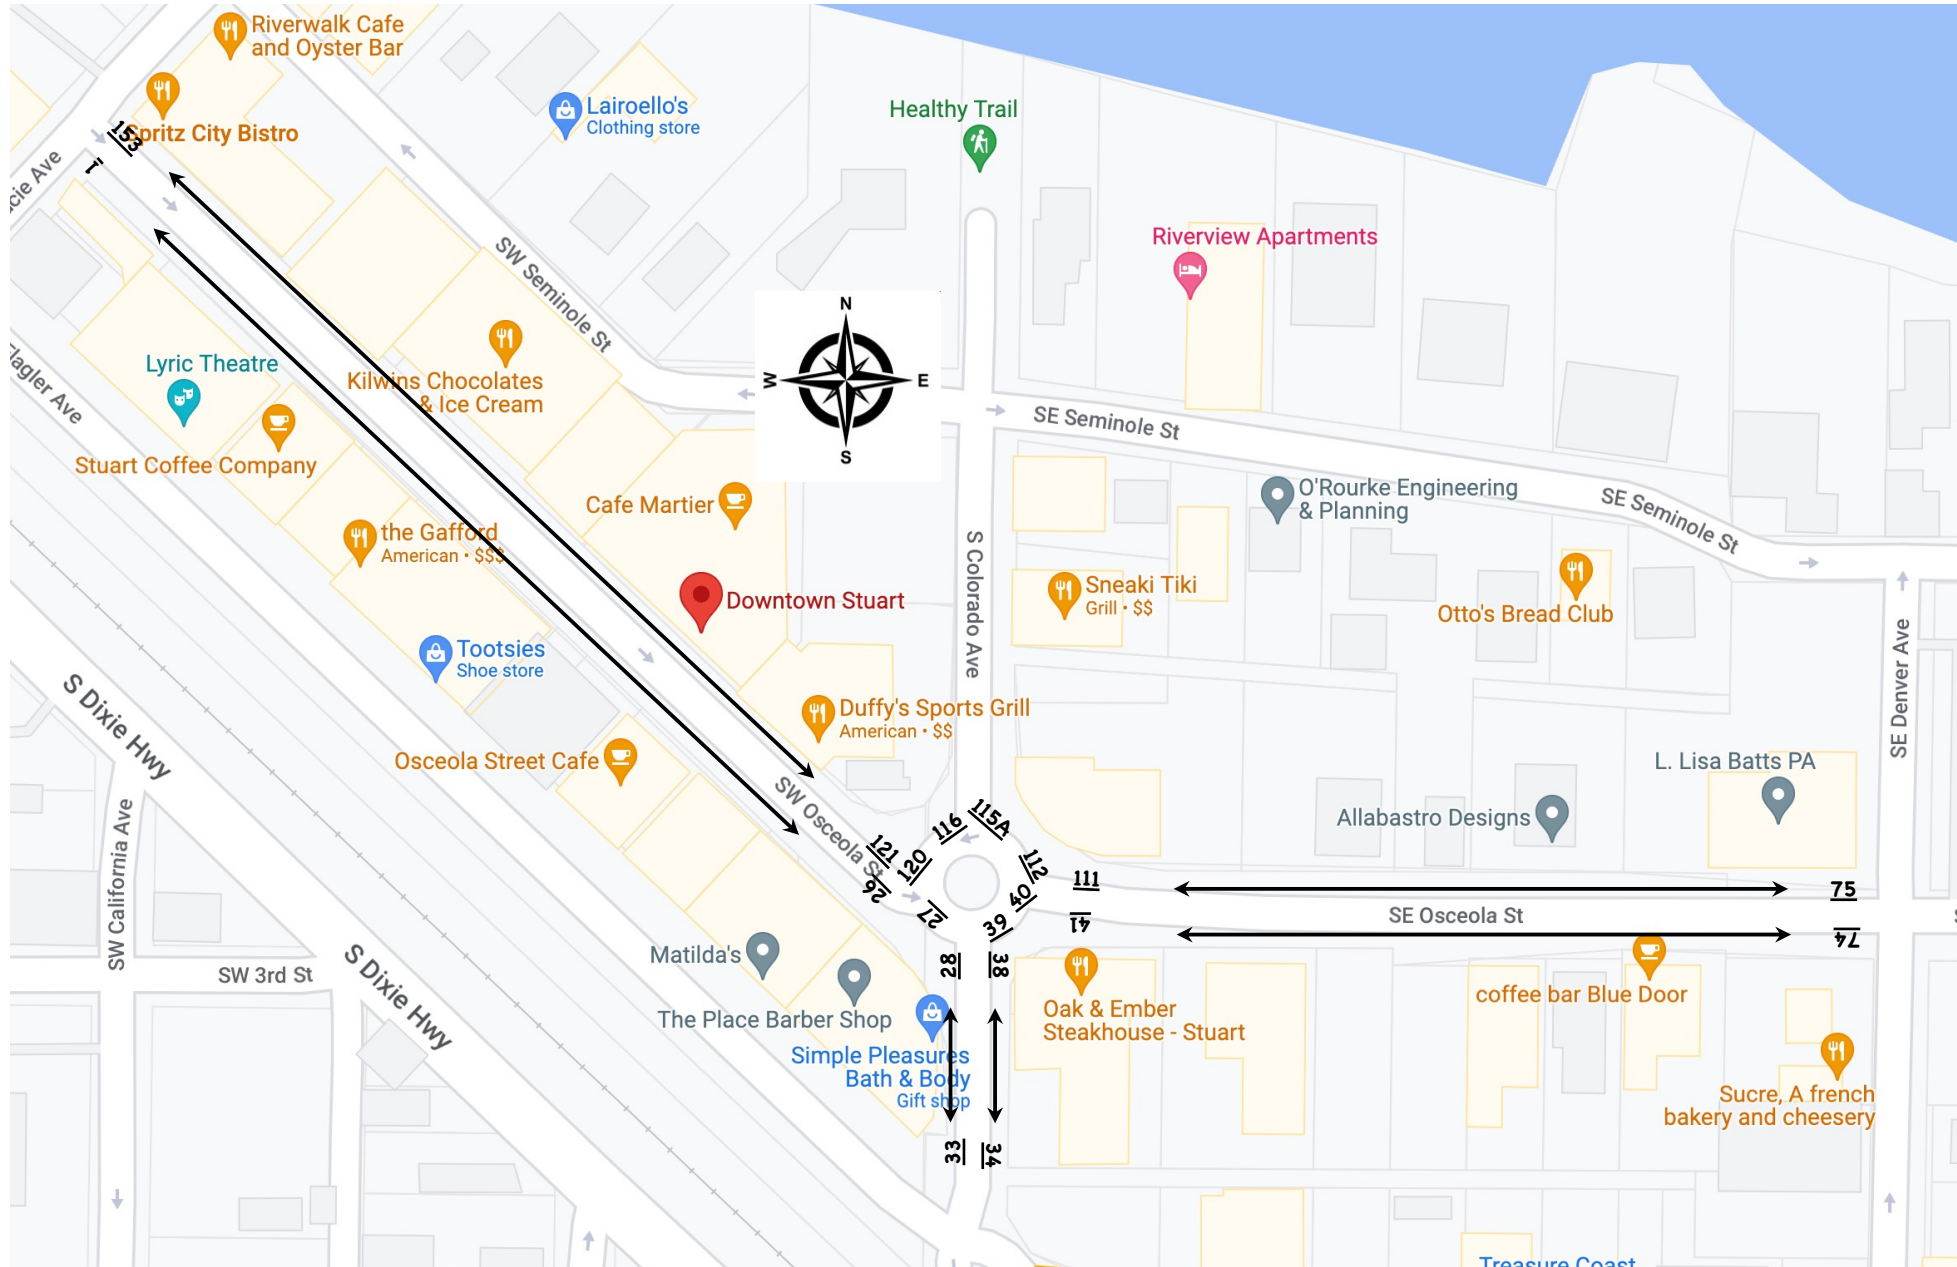 Riverwalk Cafe
and Oyster Bar
Spritz City Bistro
153
1
Lairoello's
Clothing store
Healthy Trail
Riverview Apartments
cie Ave
SW Seminole St
N
W
E
S
SE Seminole St
SE Seminole St
lagler Ave
Lyric Theatre
Kilwins Chocolates
& Ice Cream
Stuart Coffee Company
Cafe Martier
O'Rourke Engineering
& Planning
the Gafford
American • $$$
Downtown Stuart
S Colorado Ave
Sneaki Tiki
Grill • $$
Otto's Bread Club
Tootsies
Shoe store
SE Denver Ave
S Dixie Hwy
Duffy's Sports Grill
American • $$
Osceola Street Cafe
SW Osceola St
L. Lisa Batts PA
Allabastro Designs
SW California Ave
116
115A
121
120
112
111
75
26
27
40
39
41
74
SE Osceola St
28
38
Matilda's
SW 3rd St
S Dixie Hwy
The Place Barber Shop
Oak & Ember
Steakhouse - Stuart
coffee bar Blue Door
Simple Pleasures
Bath & Body
Gift shop
33
34
Sucre, A french
bakery and cheesery
Treasure Coast